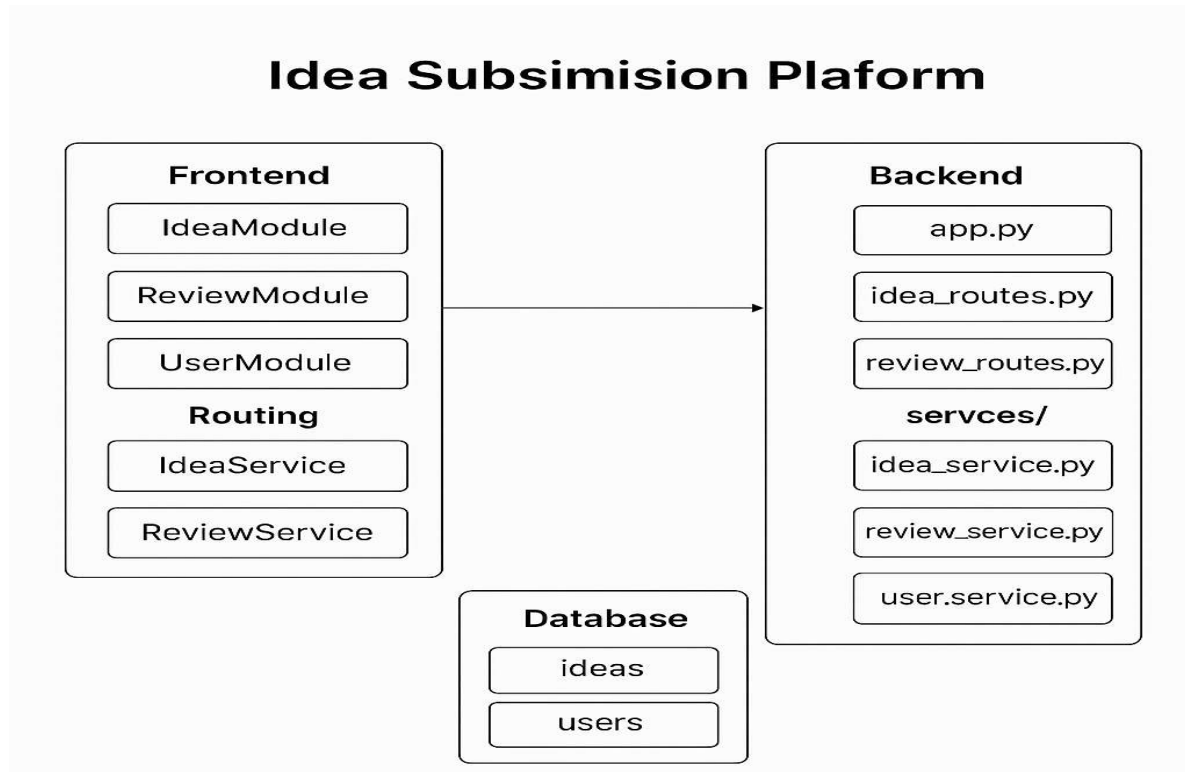 Idea Subsimision Plaform
Frontend
IdeaModule
ReviewModule
UserModule
Routing
IdeaService
ReviewService
Backend
app.py
idea_routes.py
review_routes.py
servces/
idea_service.py
review_service.py
user.service.py
Database
ideas
users